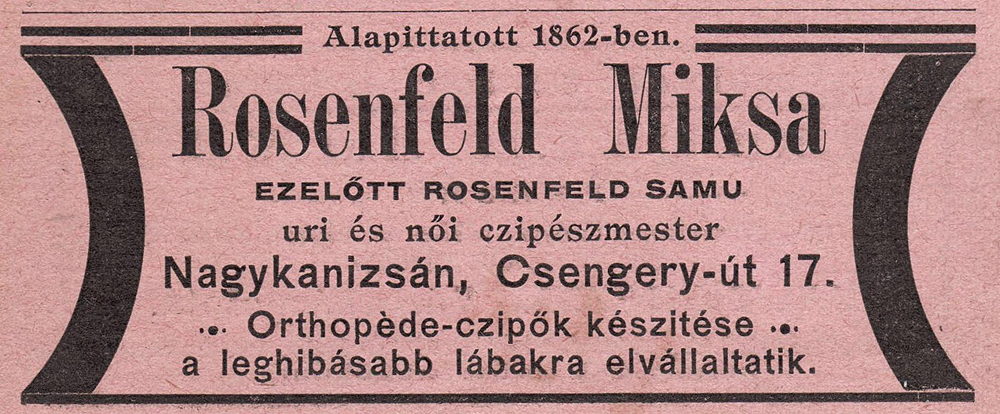 Alapittatott 1862-ben.
Rosenfeld Miksa
EZELŐTT ROSENFELD SAMU
uri és női czipészmester
Nagykanizsán, Csengery-út 17.
Orthopède-czipők készitése
a leghibásabb lábakra elvállaltatik.